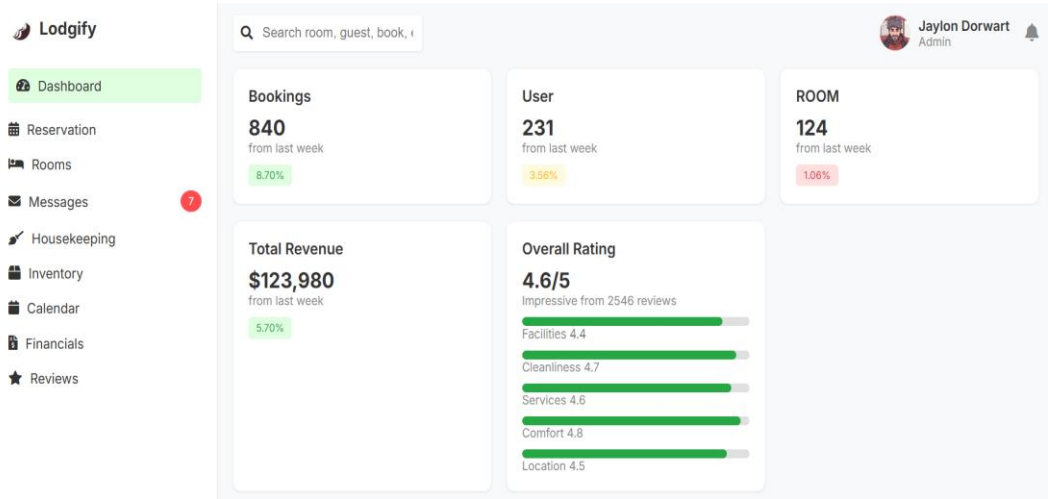 Lodgify
Dashboard
Reservation
Rooms
Messages
7
Housekeeping
Inventory
Calendar
Financials
Reviews
Search room, guest, book,
Jaylon Dorwart
Admin
Bookings
840
from last week
8.70%
User
231
from last week
3.56%
ROOM
124
from last week
1.06%
Total Revenue
$123,980
from last week
5.70%
Overall Rating
4.6/5
Impressive from 2546 reviews
Facilities 4.4
Cleanliness 4.7
Services 4.6
Comfort 4.8
Location 4.5